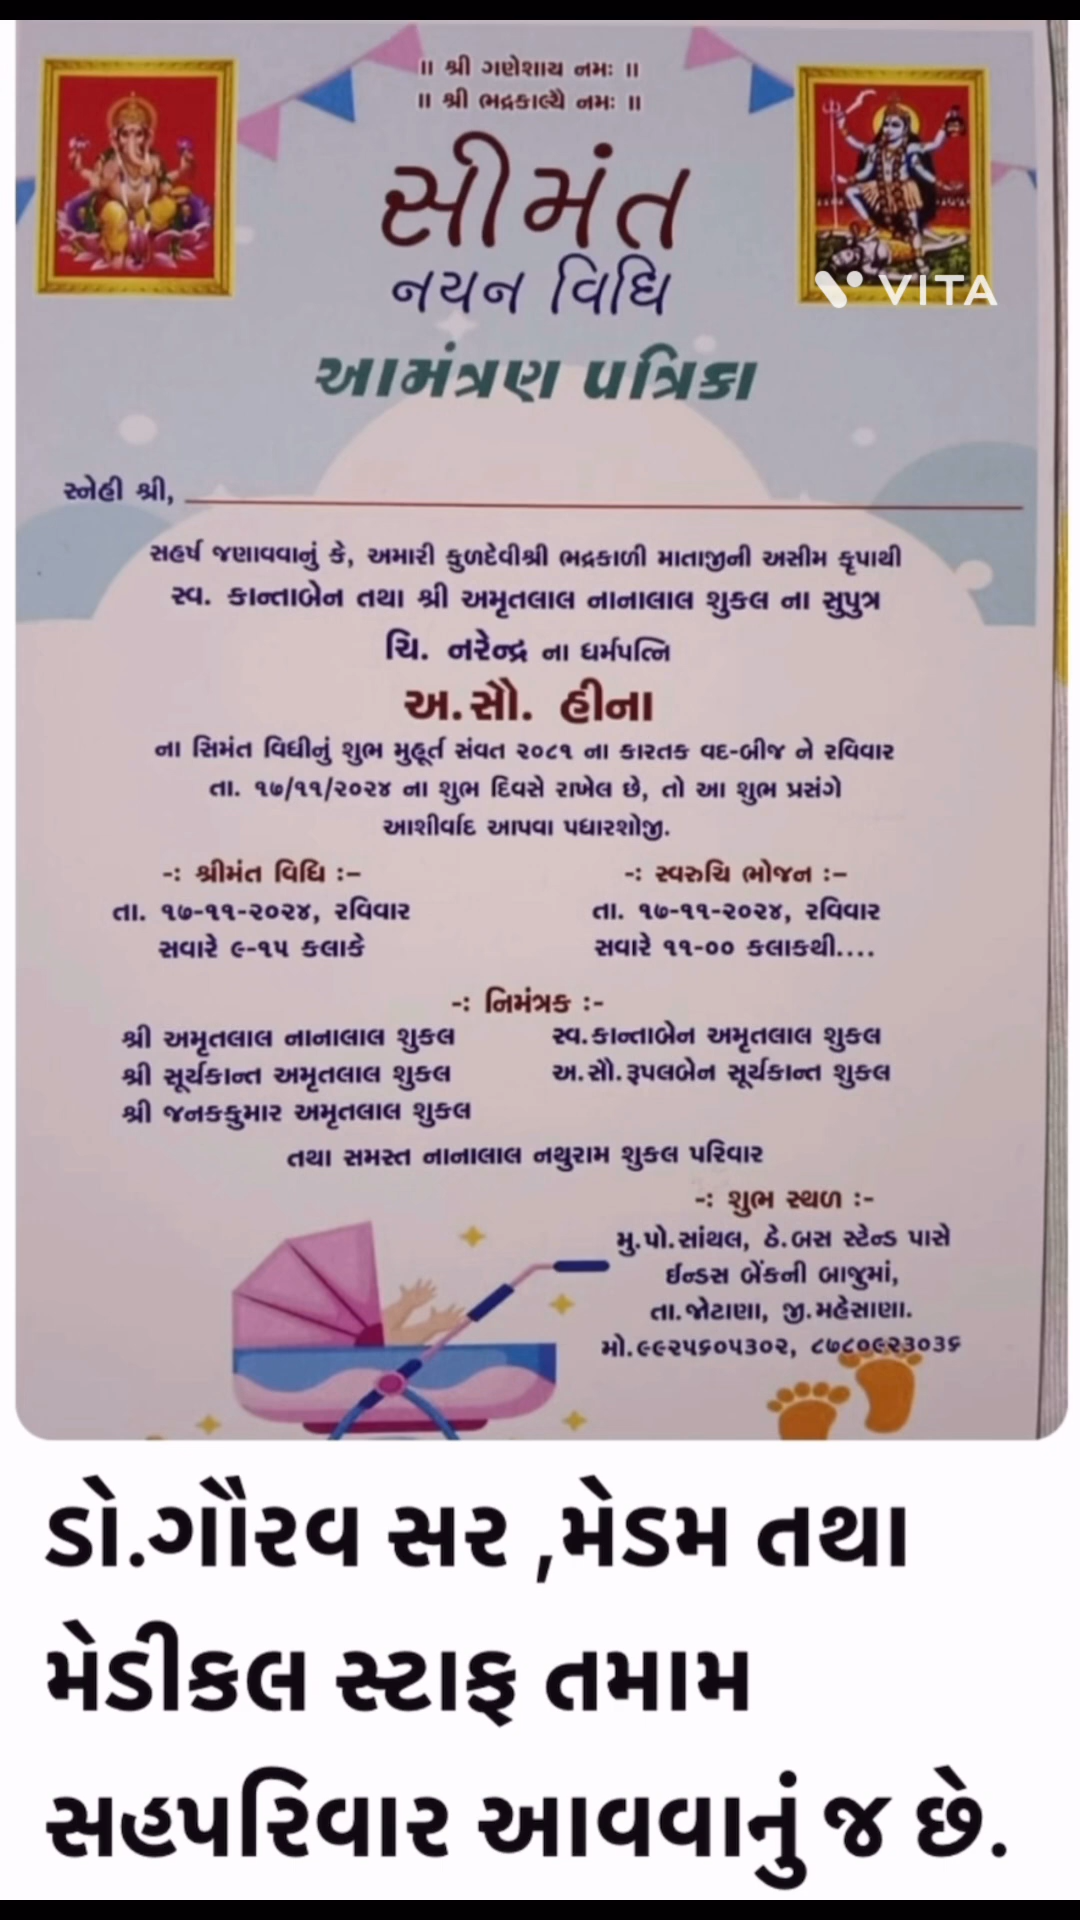 ॥ શ્રી ગણેશાય નમઃ ॥
॥ શ્રી ભદ્રકાલ્યૈ નમઃ ॥
સીમંત
નયન વિધિ
VITA
આમંત્રણ પત્રિકા
સ્નેહી શ્રી,
સહર્ષ જણાવવાનું કે, અમારી કુળદેવીશ્રી ભદ્રકાળી માતાજીની અસીમ કૃપાથી
સ્વ. કાન્તાબેન તથા શ્રી અમૃતલાલ નાનાલાલ શુકલ ના સુપુત્ર
ચિ. નરેન્દ્ર ના ધર્મપત્નિ
અ.સૌ. હીના
ના સિમંત વિધીનું શુભ મુહૂર્ત સંવત ૨૦૮૧ ના કારતક વદ-બીજ ને રવિવાર
તા. ૧૭/૧૧/૨૦૨૪ ના શુભ દિવસે રાખેલ છે, તો આ શુભ પ્રસંગે
આશીર્વાદ આપવા પધારશોજી.
-: શ્રીમંત વિધિ :-
તા. ૧૭-૧૧-૨૦૨૪, રવિવાર
સવારે ૯-૧૫ કલાકે
-: સ્વરુચિ ભોજન :-
તા. ૧૭-૧૧-૨૦૨૪, રવિવાર
સવારે ૧૧-૦૦ કલાકથી....
-: નિમંત્રક :-
શ્રી અમૃતલાલ નાનાલાલ શુકલ
સ્વ.કાન્તાબેન અમૃતલાલ શુકલ
શ્રી સૂર્યકાન્ત અમૃતલાલ શુકલ
અ.સૌ.રૂપલબેન સૂર્યકાન્ત શુકલ
શ્રી જનકકુમાર અમૃતલાલ શુકલ
તથા સમસ્ત નાનાલાલ નથુરામ શુકલ પરિવાર
-: શુભ સ્થળ :-
મુ.પો.સાંથલ, ઠે.બસ સ્ટેન્ડ પાસે
ઈન્ડસ બેંકની બાજુમાં,
તા.જોટાણા, જી.મહેસાણા.
મો.૯૯૨૫૬૦૫૩૦૨, ૮૭૮૦૯૨૩૦૩૬
ડો.ગૌરવ સર ,મેડમ તથા
મેડીકલ સ્ટાફ તમામ
સહપરિવાર આવવાનું જ છે.